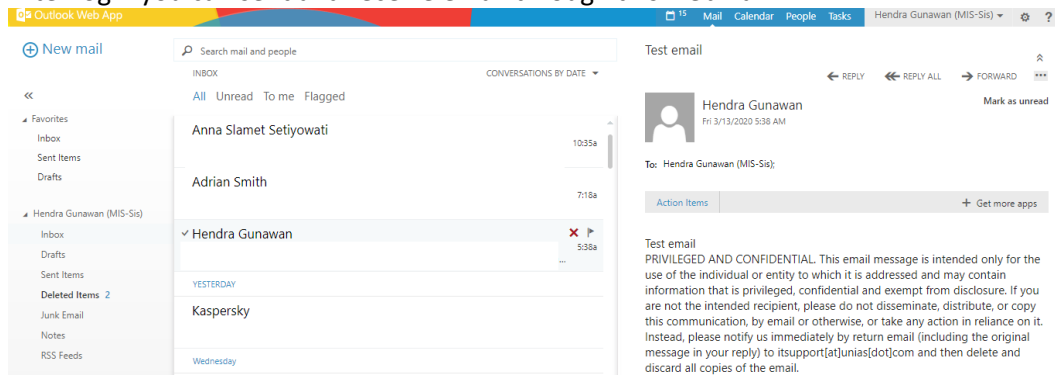 Outlook Web App
15 Mail Calendar People Tasks Hendra Gunawan (MIS-Sis) ?
New mail
Favorites
Inbox
Sent Items
Drafts
Hendra Gunawan (MIS-Sis)
Inbox
Drafts
Sent Items
Deleted Items 2
Junk Email
Notes
RSS Feeds
Search mail and people
INBOX CONVERSATIONS BY DATE
All Unread To me Flagged
Anna Slamet Setiyowati
10:35a
Adrian Smith
7:18a
Hendra Gunawan
5:38a
...
YESTERDAY
Kaspersky
Wednesday
Test email
REPLY REPLY ALL FORWARD ...
Hendra Gunawan Mark as unread
Fri 3/13/2020 5:38 AM
To: Hendra Gunawan (MIS-Sis);
Action Items + Get more apps
Test email
PRIVILEGED AND CONFIDENTIAL. This email message is intended only for the
use of the individual or entity to which it is addressed and may contain
information that is privileged, confidential and exempt from disclosure. If you
are not the intended recipient, please do not disseminate, distribute, or copy
this communication, by email or otherwise, or take any action in reliance on it.
Instead, please notify us immediately by return email (including the original
message in your reply) to itsupport[at]unias[dot]com and then delete and
discard all copies of the email.